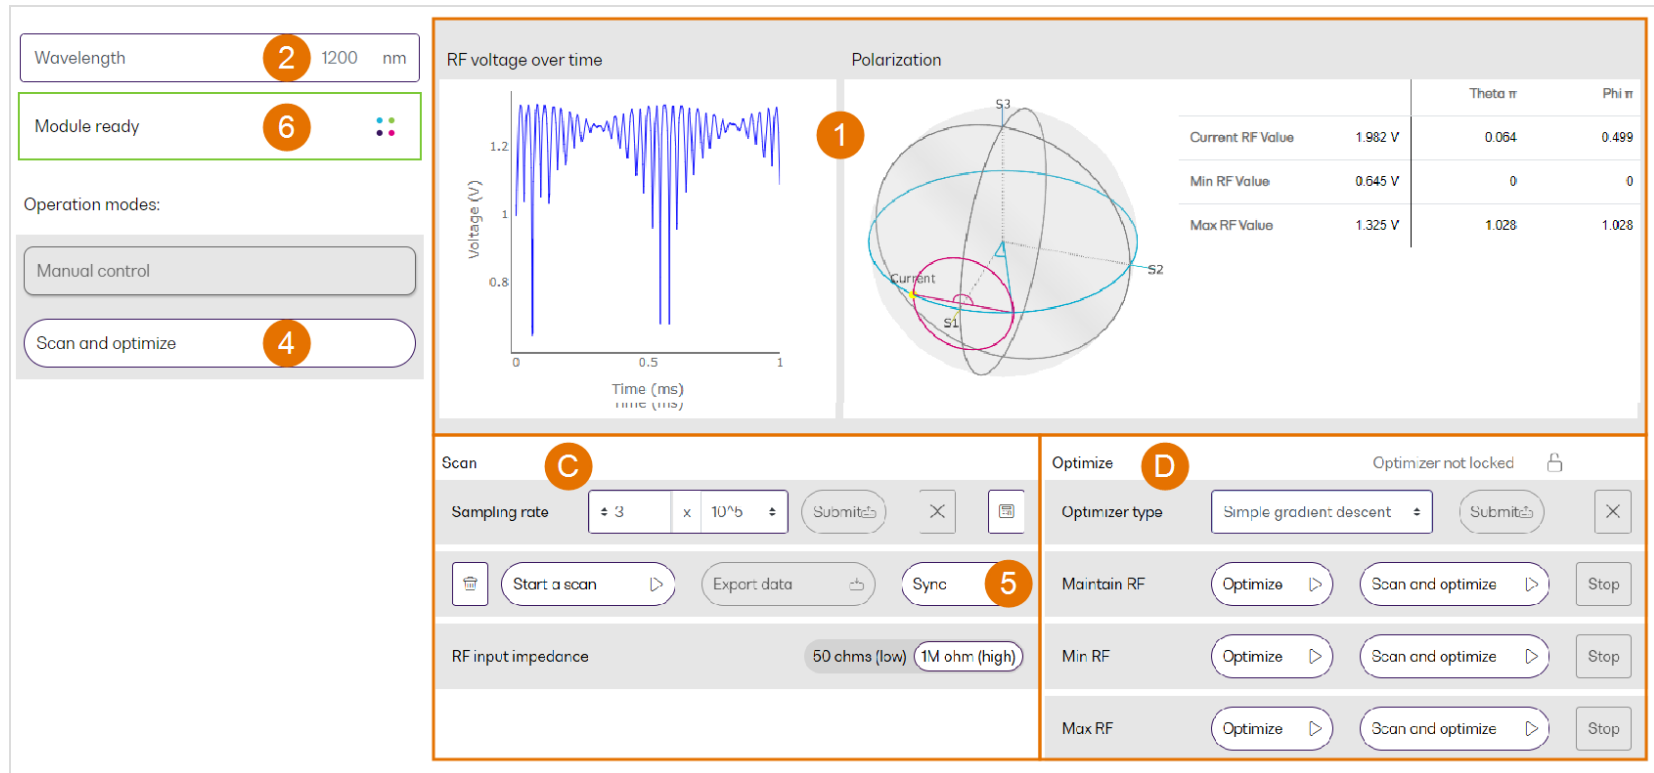 Wavelength 2 1200 nm
Module ready 6
Operation modes:
Manual control
Scan and optimize 4
RF voltage over time
Polarization
1
Voltage (V)
1.2
1
0.8
0 0.5 1
Time (ms)
Time (ms)
S3
S2
Current
S1
Theta π Phi π
Current RF Value 1.982 V 0.064 0.499
Min RF Value 0.645 V 0 0
Max RF Value 1.325 V 1.028 1.028
Scan C
Sampling rate 3 x 10^5 Submit
Start a scan Export data Sync 5
RF input impedance 50 ohms (low) 1M ohm (high)
Optimize D Optimizer not locked
Optimizer type Simple gradient descent Submit
Maintain RF Optimize Scan and optimize Stop
Min RF Optimize Scan and optimize Stop
Max RF Optimize Scan and optimize Stop